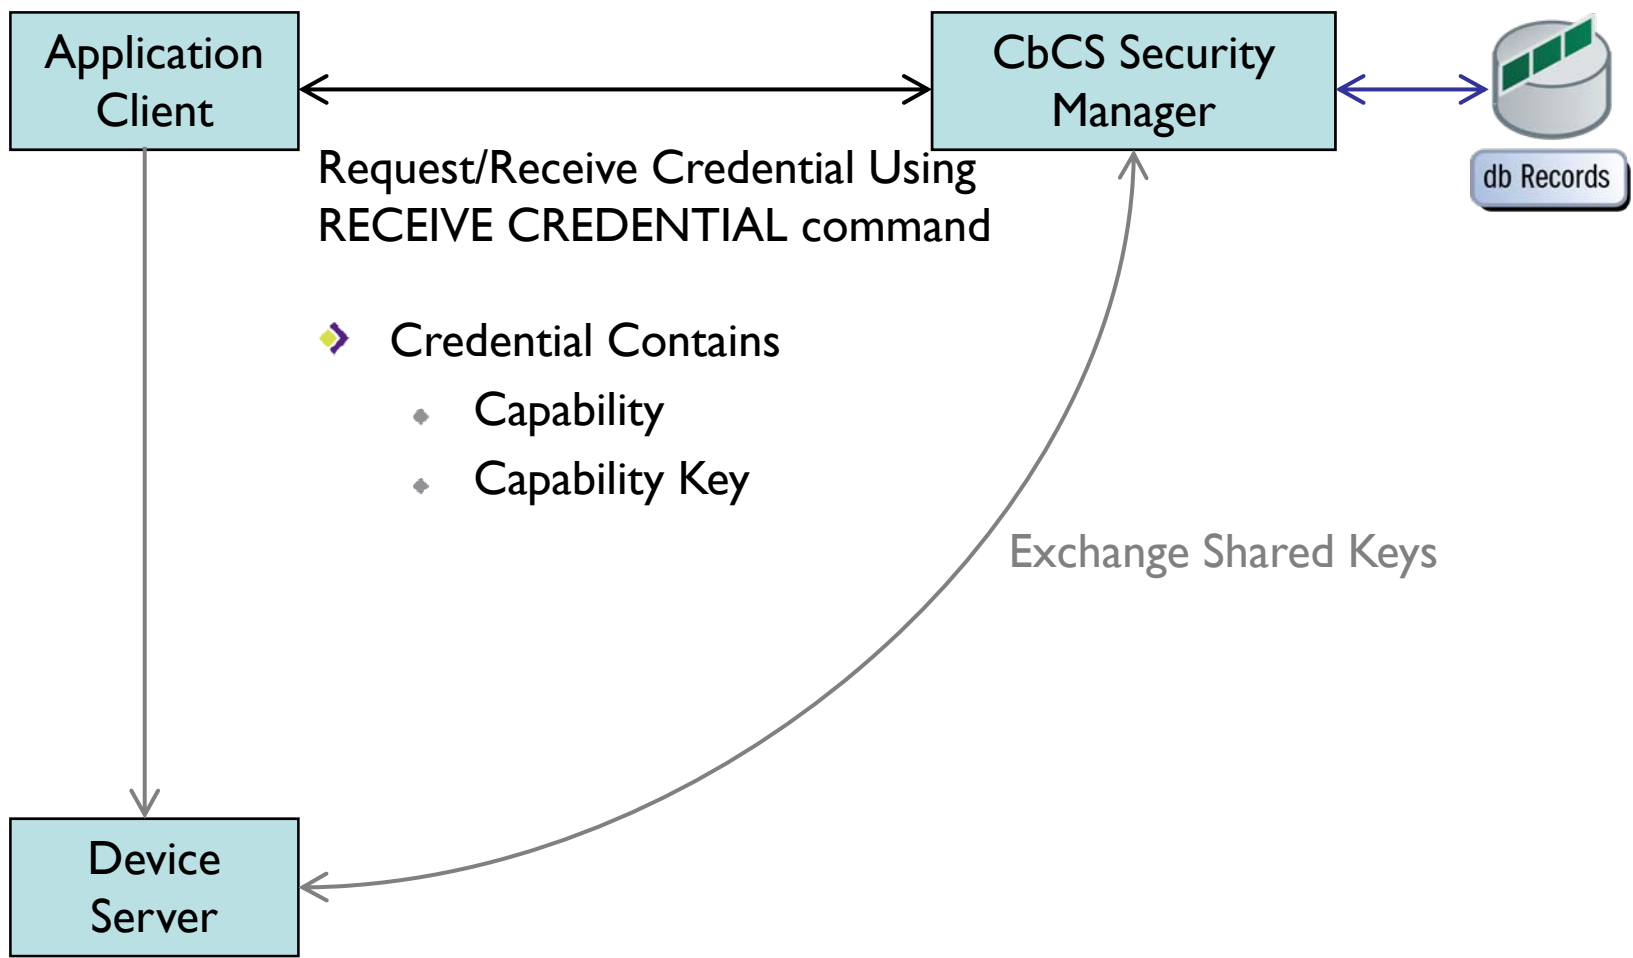 Application
Client
CbCS Security
Manager
db Records
Request/Receive Credential Using
RECEIVE CREDENTIAL command
Credential Contains
Capability
Capability Key
Exchange Shared Keys
Device
Server